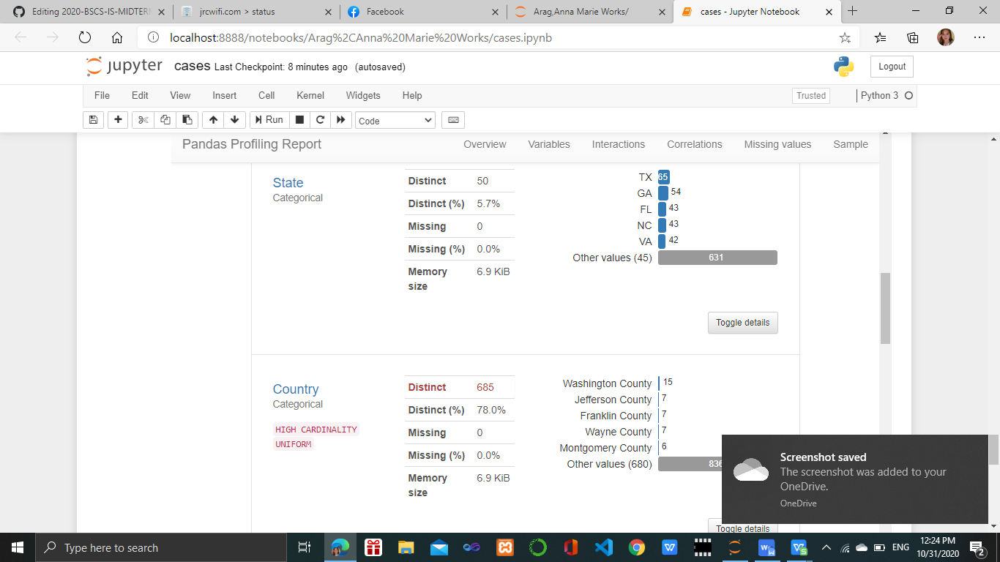 Editing 2020-BSCS-IS-MIDTERM
jrcwifi.com > status
Facebook
Arag,Anna Marie Works/
cases - Jupyter Notebook
localhost:8888/notebooks/Arag%2CAnna%20Marie%20Works/cases.ipynb
jupyter cases Last Checkpoint: 8 minutes ago (autosaved)
Logout
File Edit View Insert Cell Kernel Widgets Help
Trusted
Python 3
Run
Code
Pandas Profiling Report
Overview Variables Interactions Correlations Missing values Sample
State
Categorical
Distinct 50
Distinct (%) 5.7%
Missing 0
Missing (%) 0.0%
Memory size 6.9 KiB
TX 65
GA 54
FL 43
NC 43
VA 42
Other values (45) 631
Toggle details
Country
Categorical
HIGH CARDINALITY
UNIFORM
Distinct 685
Distinct (%) 78.0%
Missing 0
Missing (%) 0.0%
Memory size 6.9 KiB
Washington County 15
Jefferson County 7
Franklin County 7
Wayne County 7
Montgomery County 6
Other values (680) 836
Toggle details
Screenshot saved
The screenshot was added to your
OneDrive.
OneDrive
Type here to search
ENG
12:24 PM
10/31/2020
2